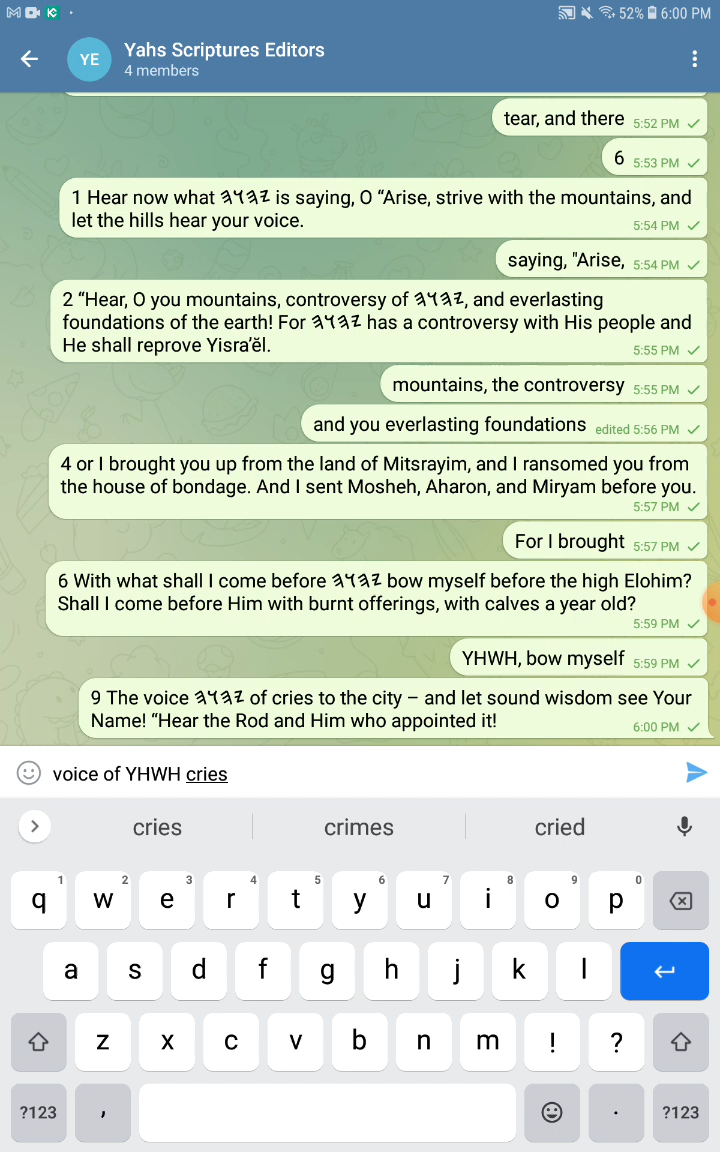 52% 6:00 PM
YE
Yahs Scriptures Editors
4 members
tear, and there 5:52 PM
6 5:53 PM
1 Hear now what 𐤉𐤄𐤅𐤄 is saying, O “Arise, strive with the mountains, and
let the hills hear your voice.
5:54 PM
saying, "Arise, 5:54 PM
2 “Hear, O you mountains, controversy of 𐤉𐤄𐤅𐤄, and everlasting
foundations of the earth! For 𐤉𐤄𐤅𐤄 has a controversy with His people and
He shall reprove Yisra’ĕl.
5:55 PM
mountains, the controversy 5:55 PM
and you everlasting foundations edited 5:56 PM
4 or I brought you up from the land of Mitsrayim, and I ransomed you from
the house of bondage. And I sent Mosheh, Aharon, and Miryam before you.
5:57 PM
For I brought 5:57 PM
6 With what shall I come before 𐤉𐤄𐤅𐤄 bow myself before the high Elohim?
Shall I come before Him with burnt offerings, with calves a year old?
5:59 PM
YHWH, bow myself 5:59 PM
9 The voice 𐤉𐤄𐤅𐤄 of cries to the city – and let sound wisdom see Your
Name! “Hear the Rod and Him who appointed it!
6:00 PM
voice of YHWH cries
cries crimes cried
1 2 3 4 5 6 7 8 9 0
q w e r t y u i o p
a s d f g h j k l
z x c v b n m ! ?
?123 , . ?123